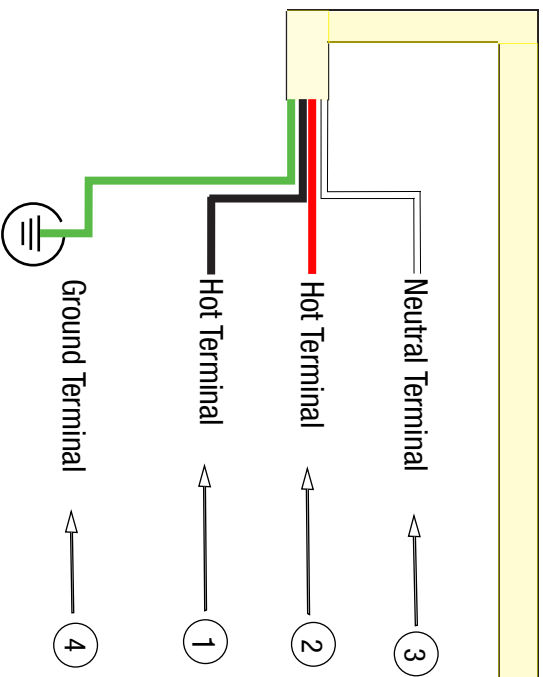 Neutral Terminal
3
Hot Terminal
2
Hot Terminal
1
Ground Terminal
4